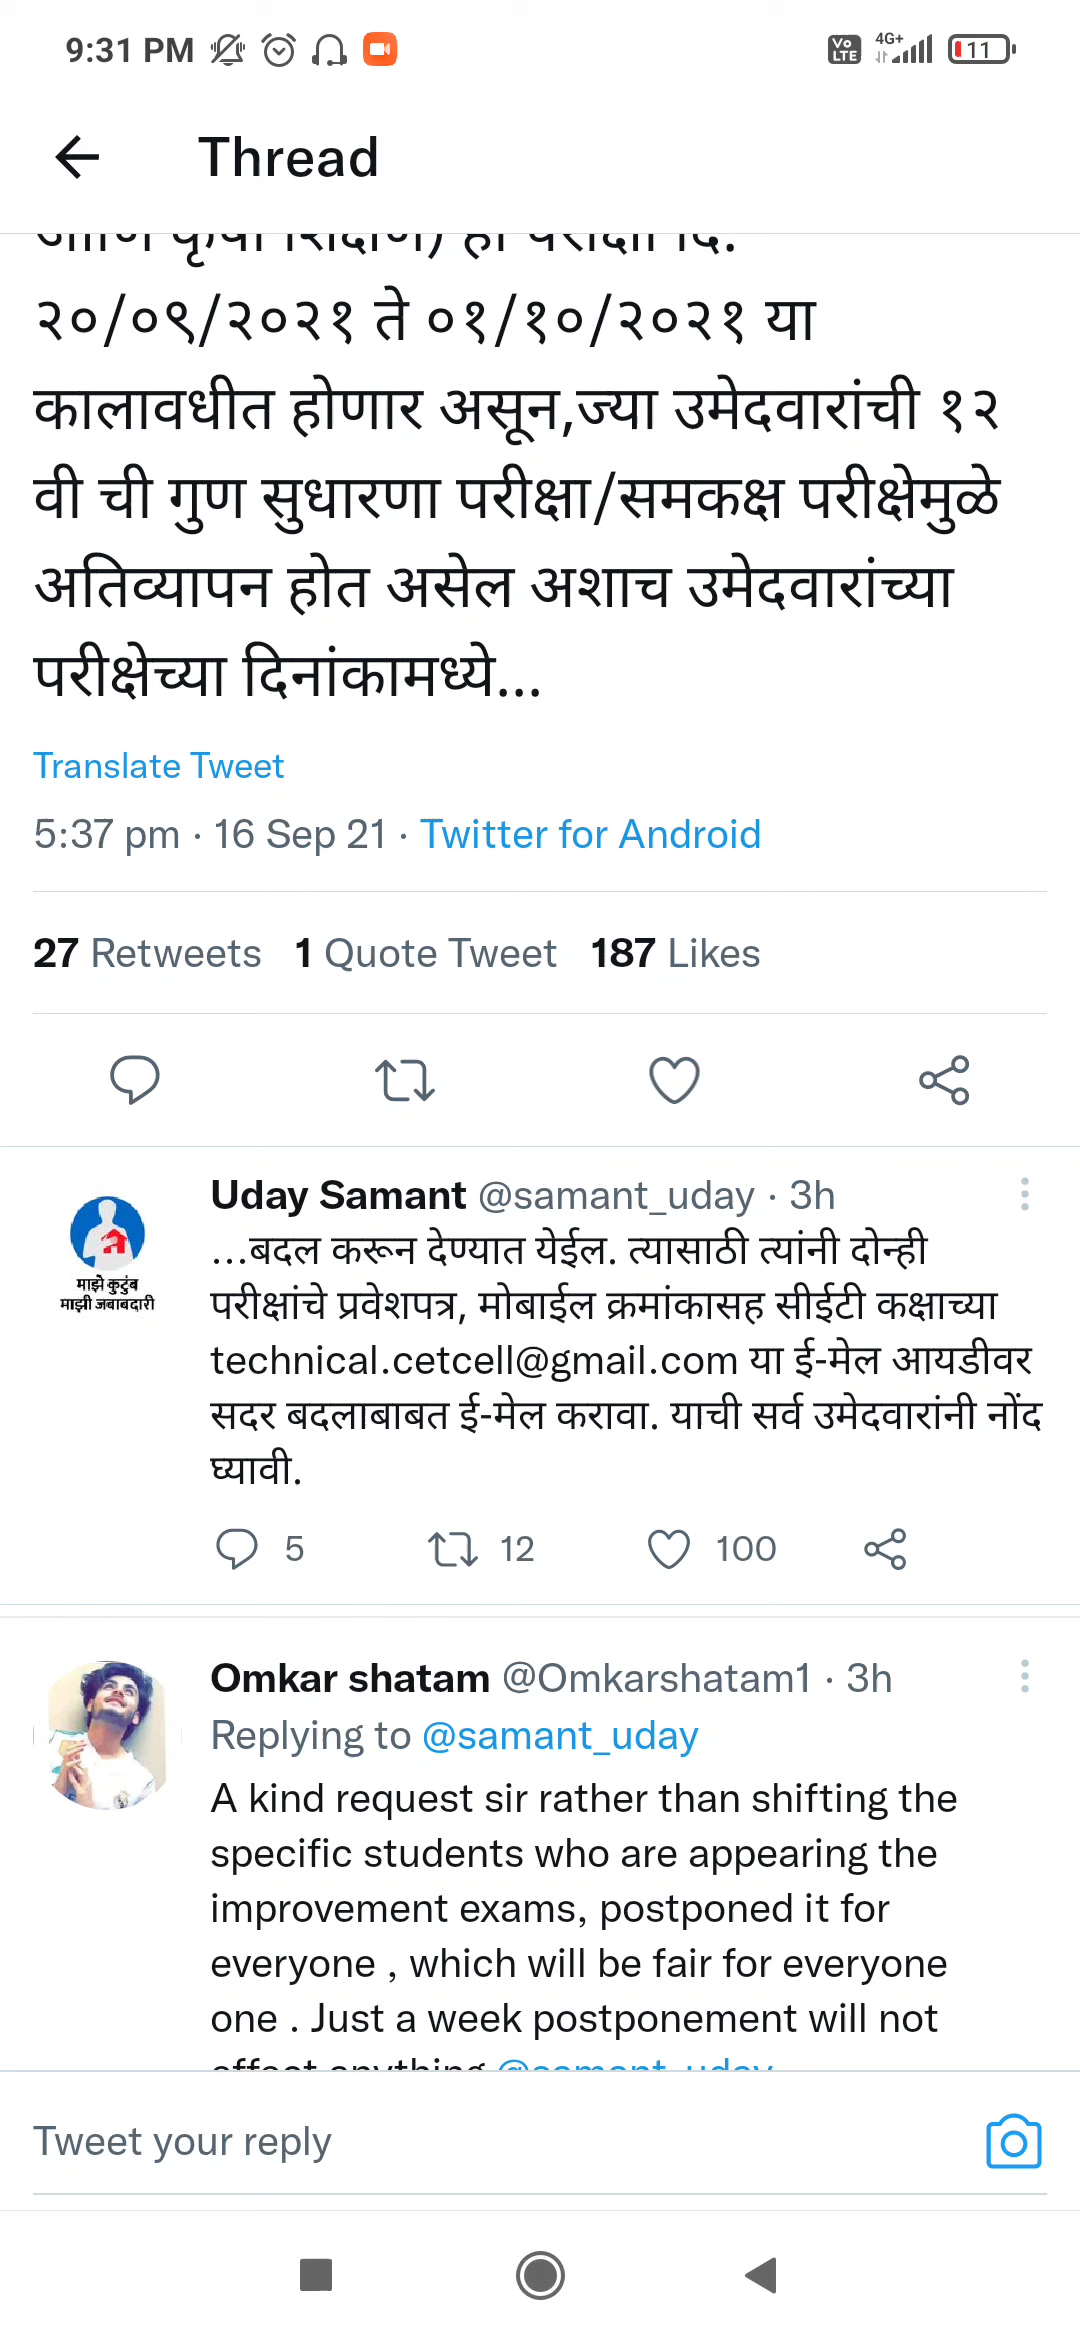 9:31 PM
Vo LTE 4G+ 11
Thread
आणि कृषी शिक्षण) ही परीक्षा दि.
२०/०९/२०२१ ते ०१/१०/२०२१ या
कालावधीत होणार असून,ज्या उमेदवारांची १२
वी ची गुण सुधारणा परीक्षा/समकक्ष परीक्षेमुळे
अतिव्यापन होत असेल अशाच उमेदवारांच्या
परीक्षेच्या दिनांकामध्ये...
Translate Tweet
5:37 pm · 16 Sep 21 · Twitter for Android
27 Retweets 1 Quote Tweet 187 Likes
Uday Samant @samant_uday · 3h
...बदल करून देण्यात येईल. त्यासाठी त्यांनी दोन्ही
परीक्षांचे प्रवेशपत्र, मोबाईल क्रमांकासह सीईटी कक्षाच्या
technical.cetcell@gmail.com या ई-मेल आयडीवर
सदर बदलाबाबत ई-मेल करावा. याची सर्व उमेदवारांनी नोंद
घ्यावी.
माझे कुटुंब
माझी जबाबदारी
5 12 100
Omkar shatam @Omkarshatam1 · 3h
Replying to @samant_uday
A kind request sir rather than shifting the
specific students who are appearing the
improvement exams, postponed it for
everyone , which will be fair for everyone
one . Just a week postponement will not
affect anything @samant_uday
Tweet your reply